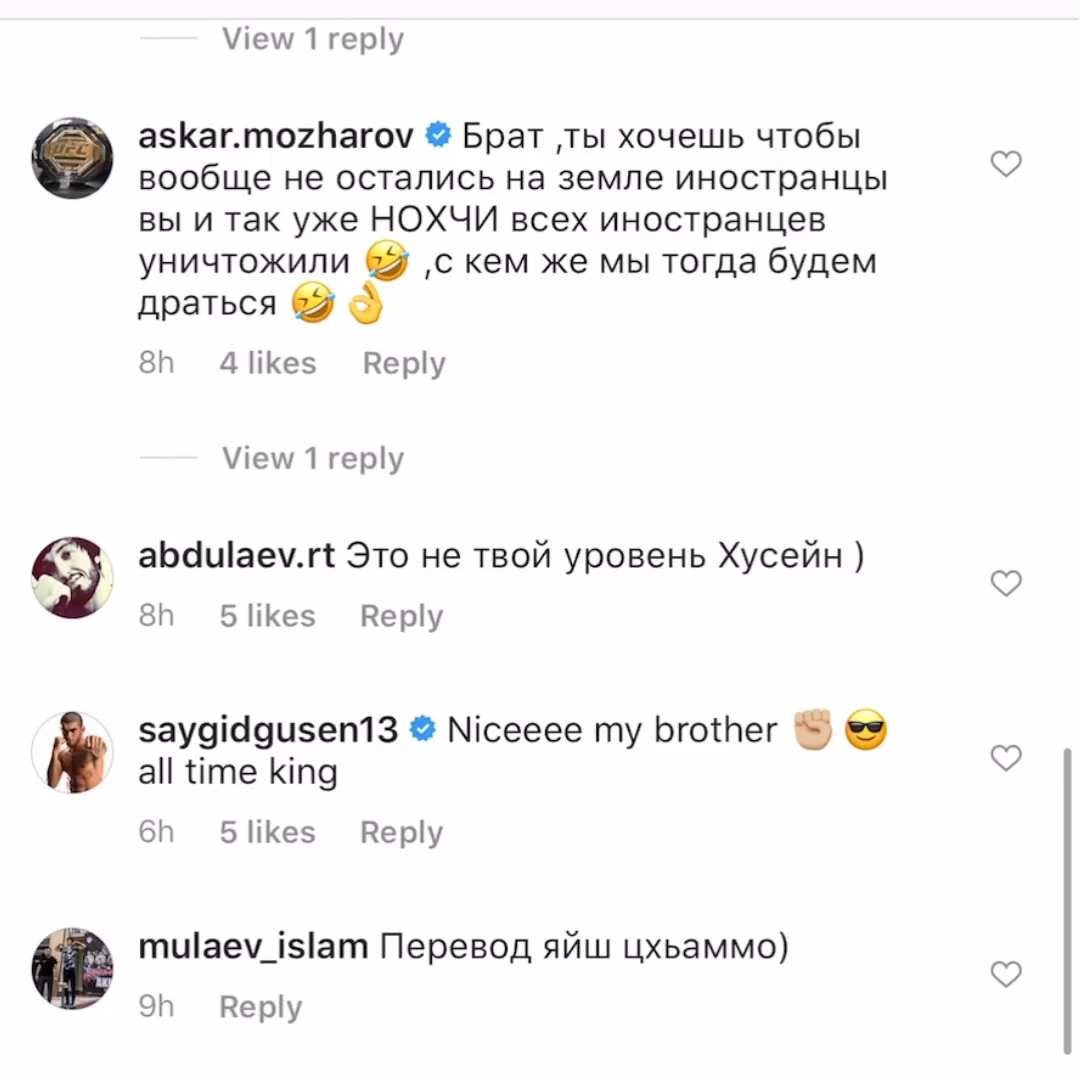 View 1 reply
askar.mozharov Брат ,ты хочешь чтобы
вообще не остались на земле иностранцы
вы и так уже НОХЧИ всех иностранцев
уничтожили 🤣 ,с кем же мы тогда будем
драться 🤣👌
8h 4 likes Reply
View 1 reply
abdulaev.rt Это не твой уровень Хусейн )
8h 5 likes Reply
saygidgusen13 Niceeee my brother ✊🏼😎
all time king
6h 5 likes Reply
mulaev_islam Перевод яйш цхьаммо)
9h Reply